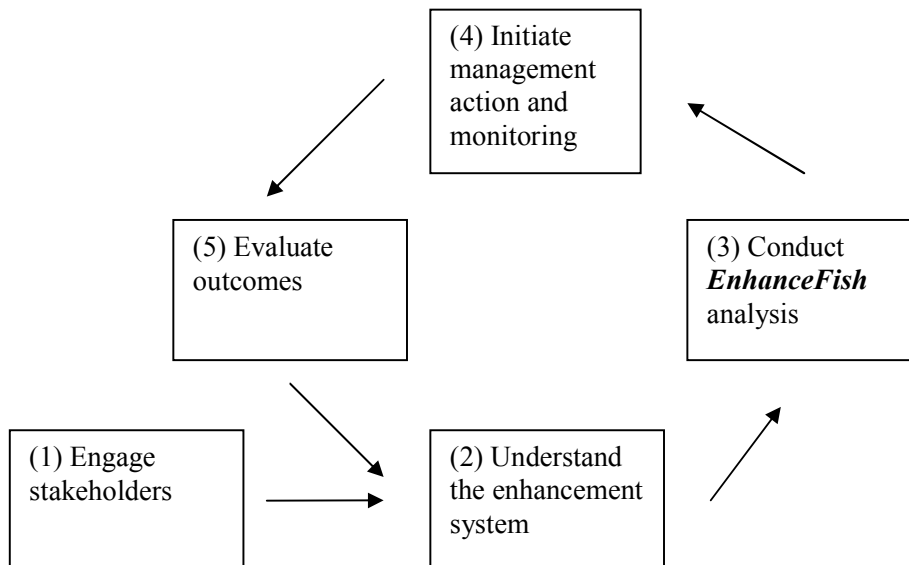 (4) Initiate
management
action and
monitoring
(5) Evaluate
outcomes
(3) Conduct
EnhanceFish
analysis
(1) Engage
stakeholders
(2) Understand
the enhancement
system